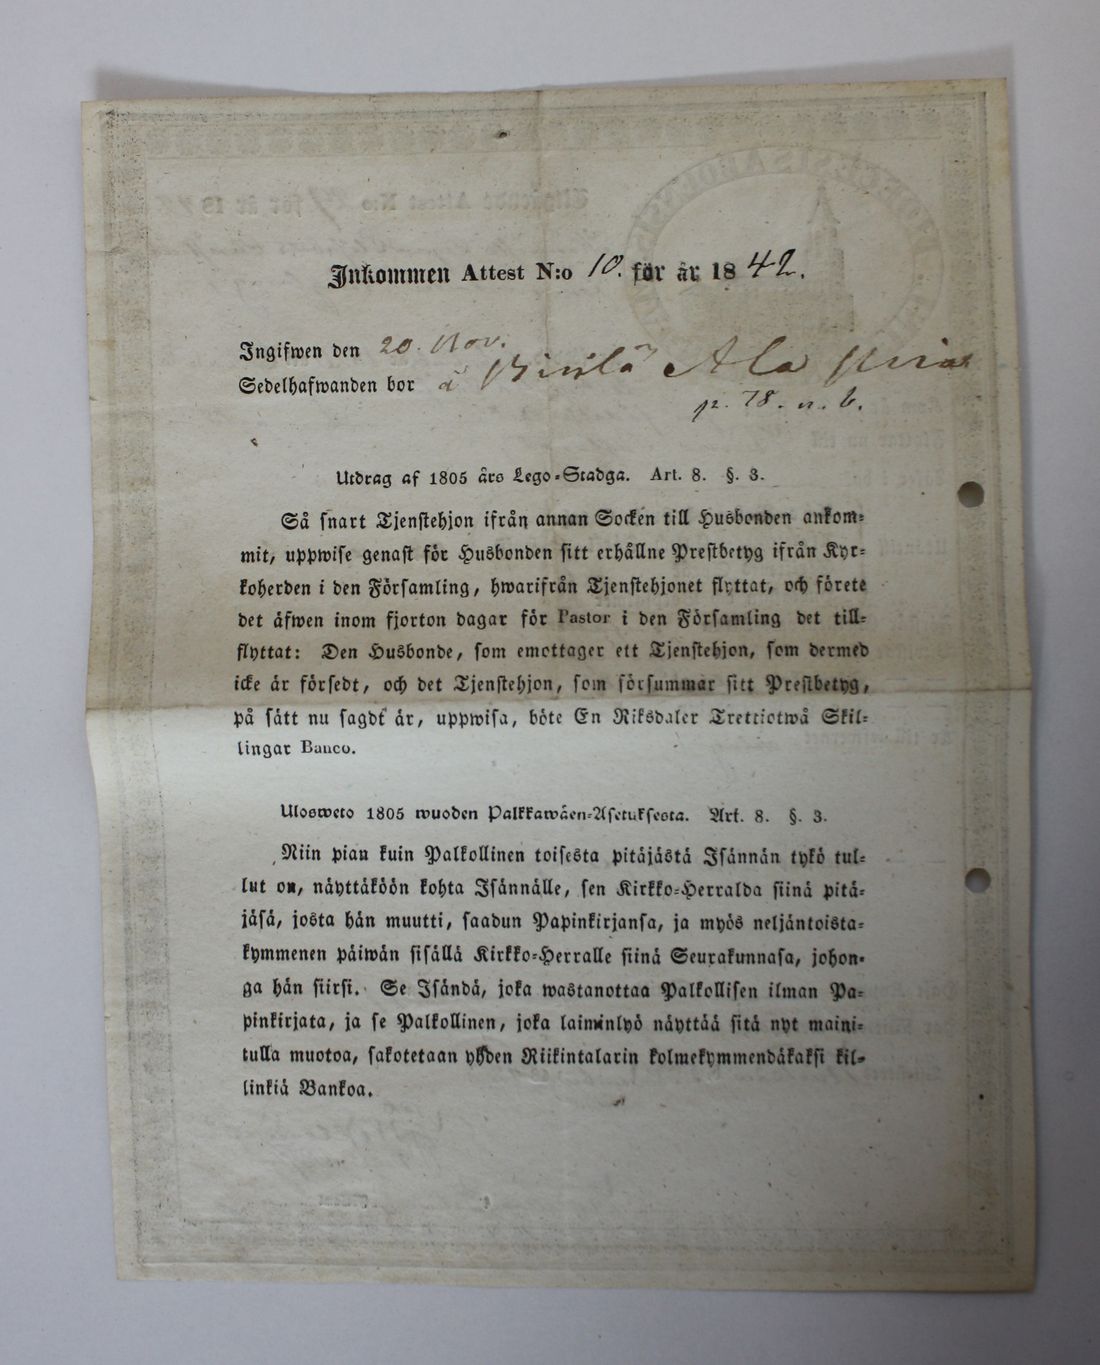 Inkommen Attest N:o 10. för år 1842.
Ingifwen den 20. Nov.
Sedelhafwanden bor å Ala
p. 78. n. b.
Utdrag af 1805 års Lego-Stadga. Art. 8. §. 3.
Så snart Tjenstehjon ifrån annan Socken till Husbonden ankom-
mit, uppwise genast för Husbonden sitt erhållne Prestbetyg ifrån Kyr-
koherden i den Församling, hwarifrån Tjenstehjonet flyttat, och förete
det äfwen inom fjorton dagar för Pastor i den Församling det till-
flyttat: Den Husbonde, som emottager ett Tjenstehjon, som dermed
icke är försedt, och det Tjenstehjon, som försummar sitt Prestbetyg,
på sätt nu sagdt är, uppwisa, böte En Riksdaler Trettiotwå Skil-
lingar Banco.
Ulosweto 1805 wuoden Palkkawäen-Asetuksesta. Art. 8. §. 3.
Niin pian kuin Palkollinen toisesta pitäjästä Isännän tykö tul-
lut on, näyttäköön kohta Isännälle, sen Kirkko-Herralda siinä pitä-
jäsä, josta hän muutti, saadun Papinkirjansa, ja myös neljäntoista-
kymmenen päiwän sisällä Kirkko-Herralle siinä Seurakunnasa, johon-
ga hän siirsi. Se Isändä, joka wastanottaa Palkollisen ilman Pa-
pinkirjata, ja se Palkollinen, joka laiminlyö näyttää sitä nyt maini-
tulla muotoa, sakotetaan yhden Riikintalarin kolmekymmendäkaksi kil-
linkiä Bankoa.